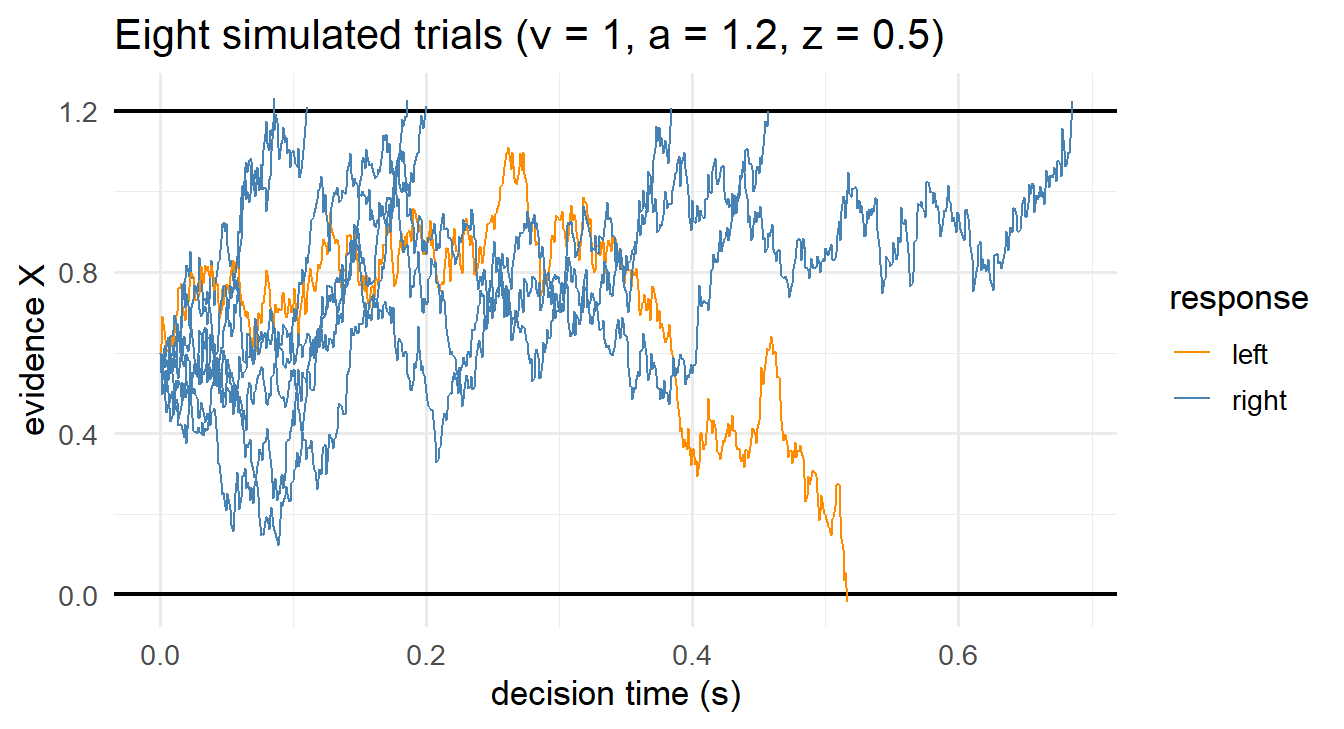 Eight simulated trials (v = 1, a = 1.2, z = 0.5)
evidence X
1.2
0.8
0.4
0.0
0.0 0.2 0.4 0.6
decision time (s)
response
left
right